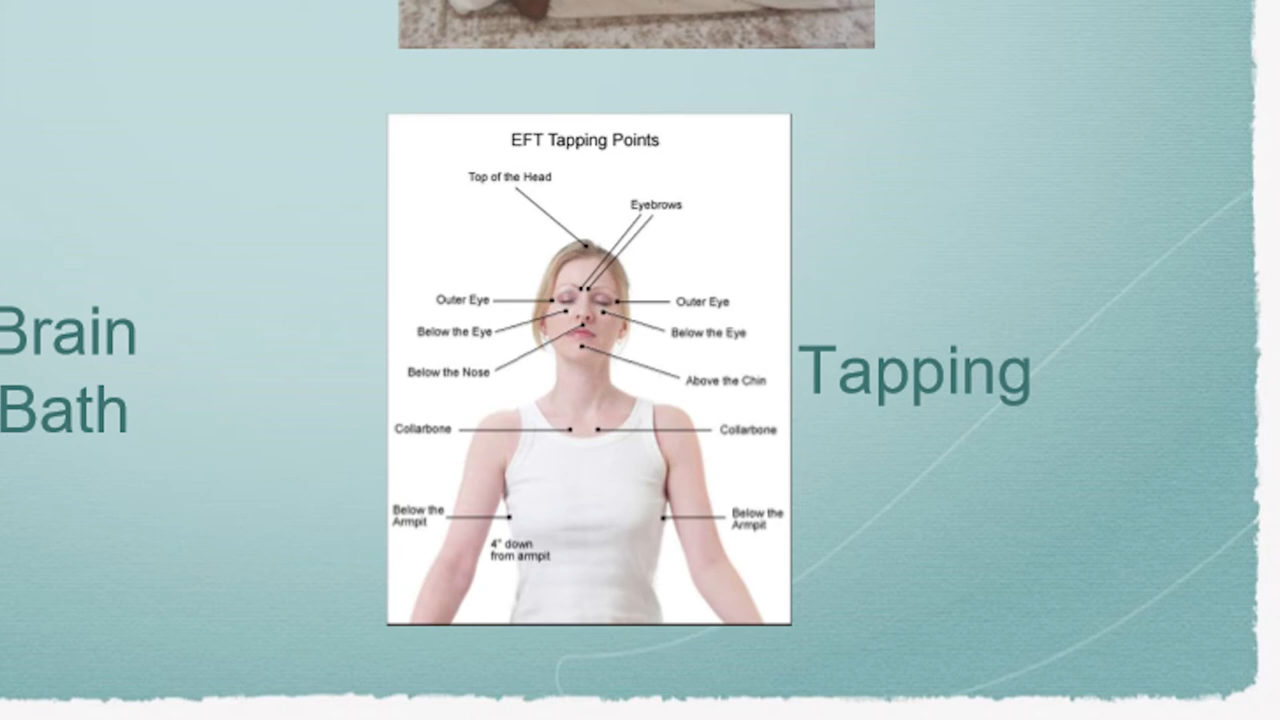 EFT Tapping Points
Top of the Head
Eyebrows
Outer Eye
Outer Eye
Below the Eye
Below the Eye
Below the Nose
Above the Chin
Collarbone
Collarbone
Below the
Armpit
Below the
Armpit
4" down
from armpit
Brain
Bath
Tapping